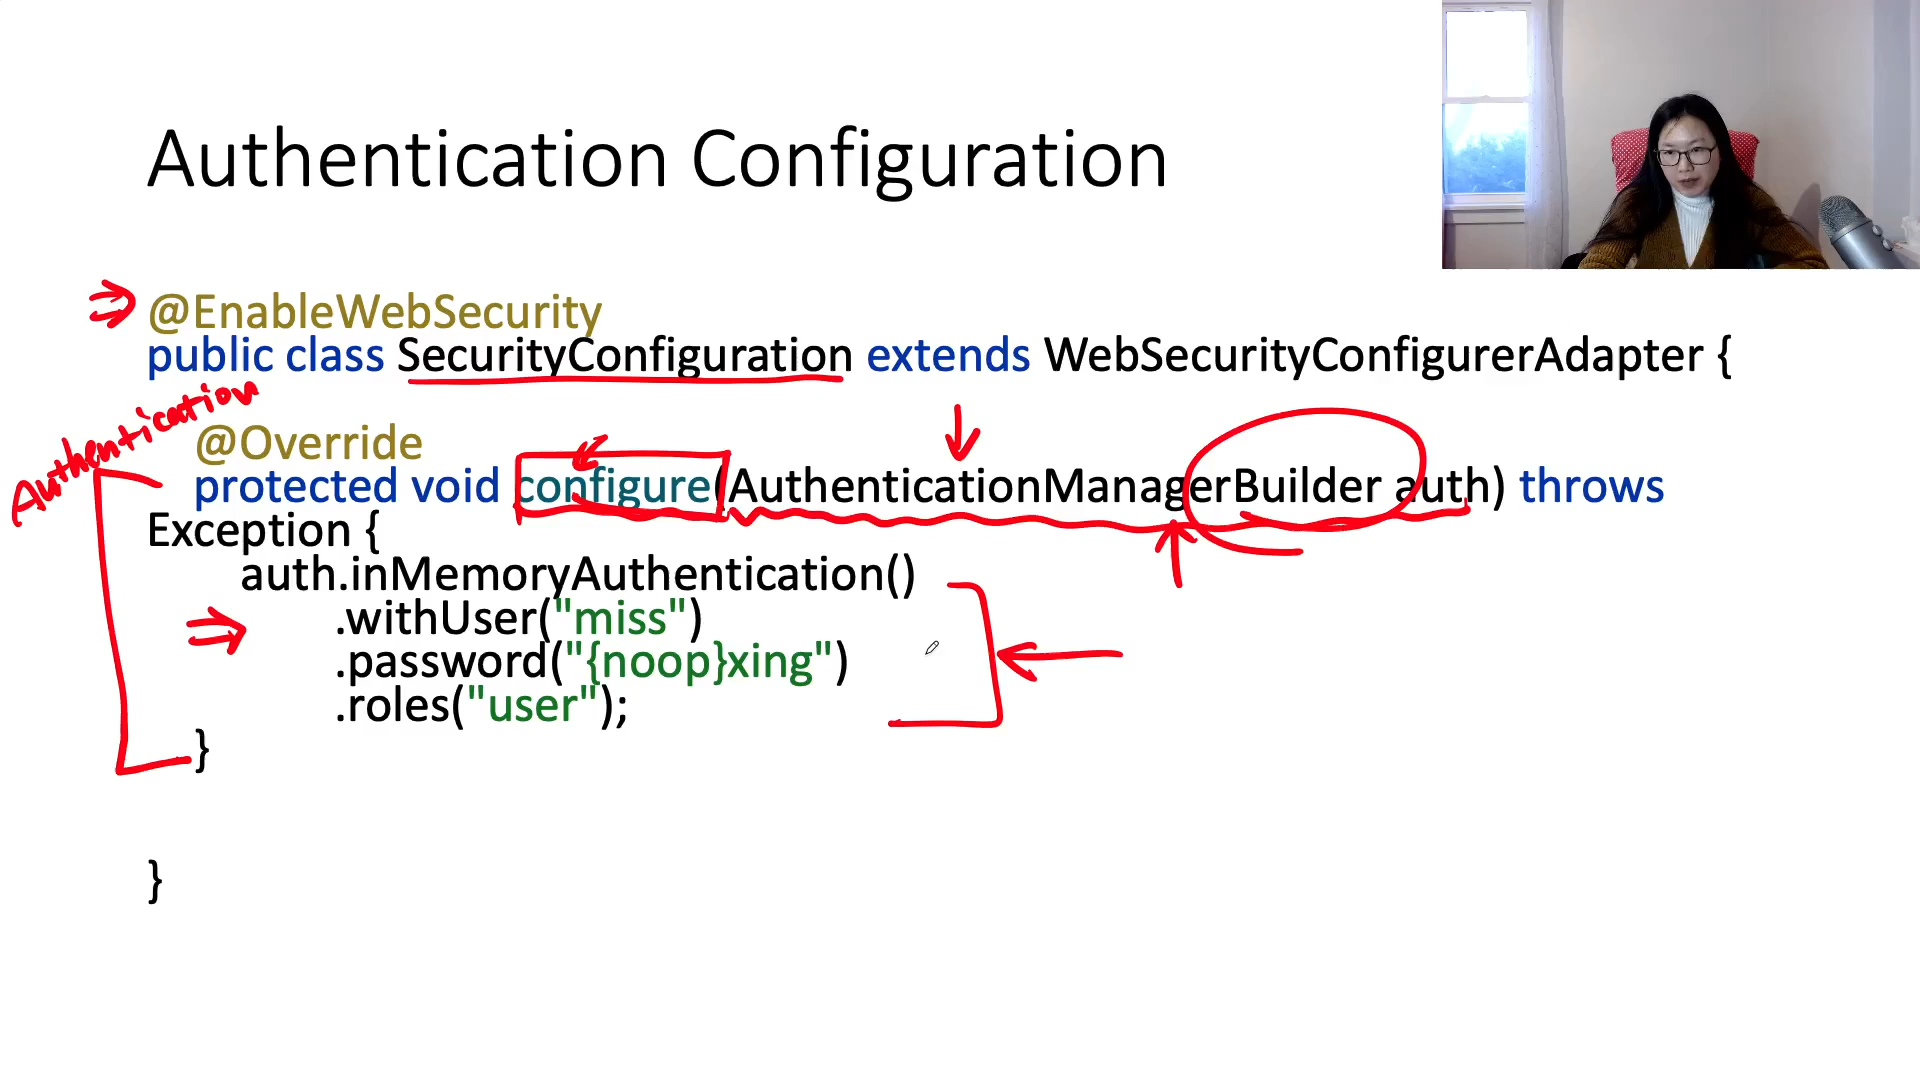 Authentication Configuration
@EnableWebSecurity
public class SecurityConfiguration extends WebSecurityConfigurerAdapter {
Authentication
@Override
protected void configure(AuthenticationManagerBuilder auth) throws
Exception {
auth.inMemoryAuthentication()
.withUser("miss")
.password("{noop}xing")
.roles("user");
}
}